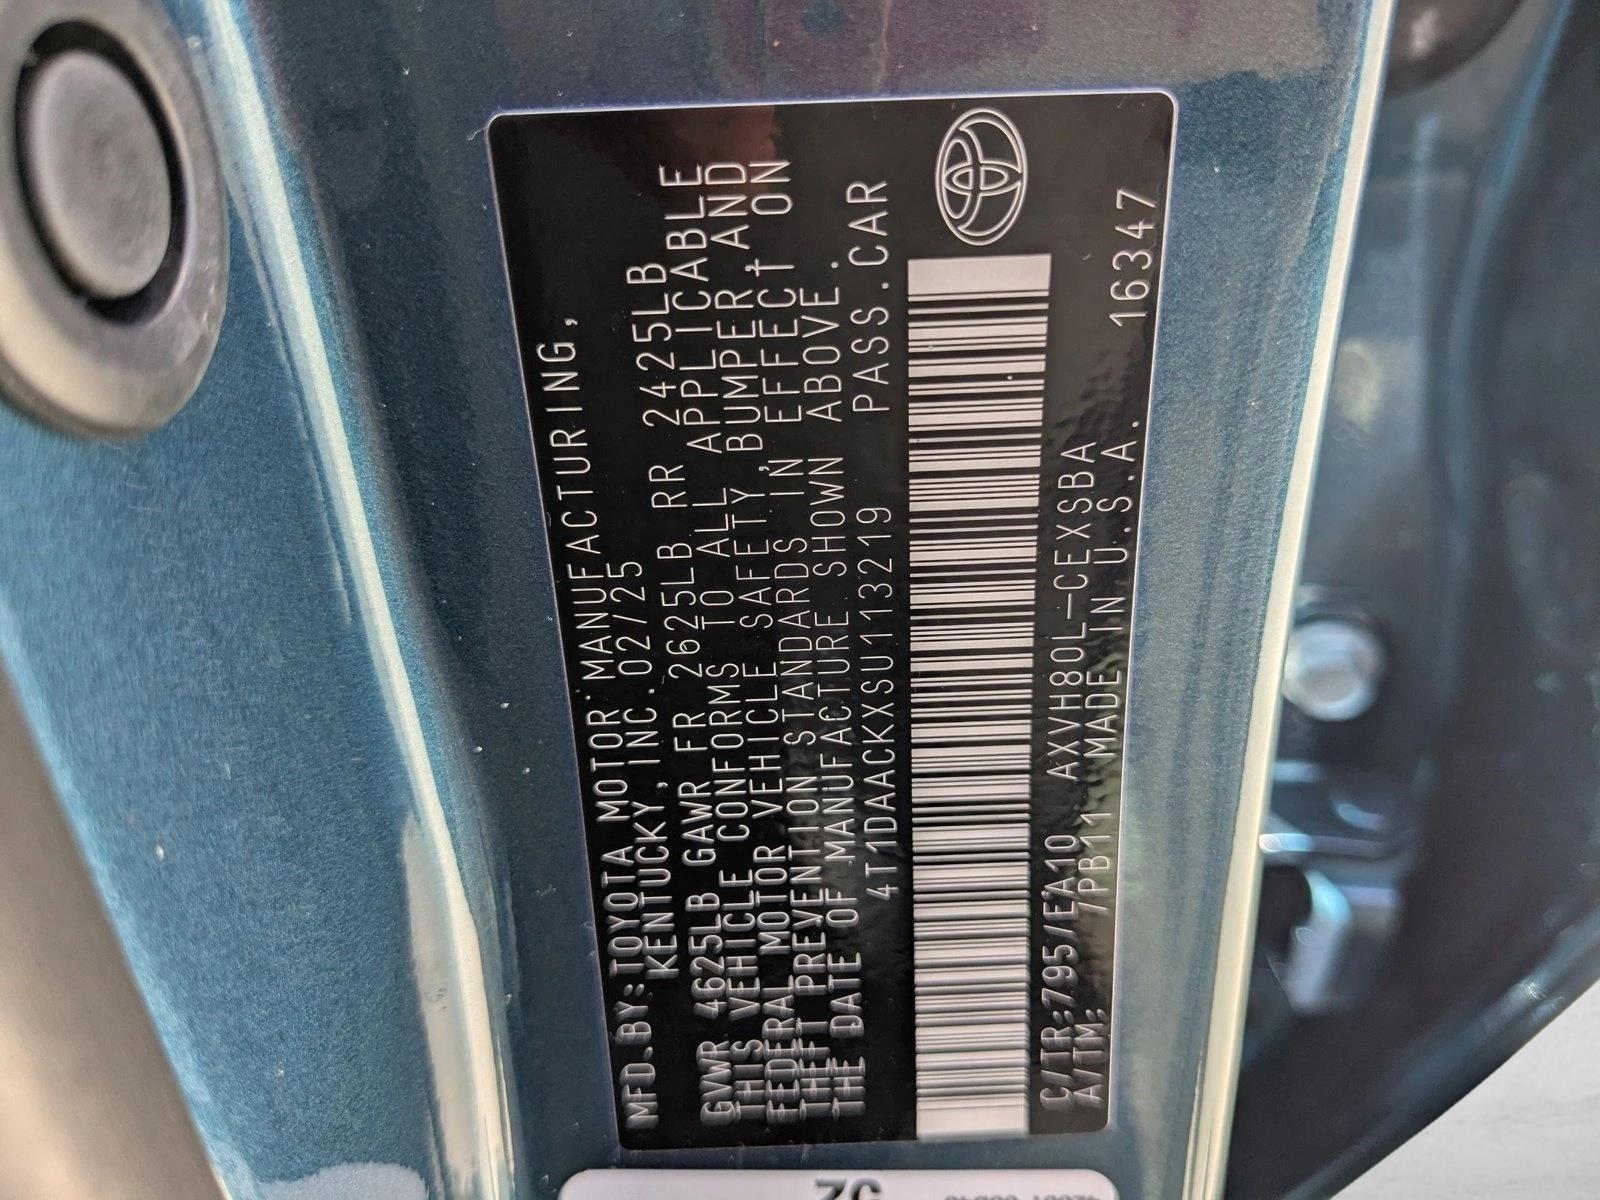 MFD.BY:TOYOTA MOTOR MANUFACTURING,
KENTUCKY, INC.02/25
GVWR 4625LB GAWR FR 2625LB RR 2425LB
THIS VEHICLE CONFORMS TO ALL APPLICABLE
FEDERAL MOTOR VEHICLE SAFETY,BUMPER,AND
THEFT PREVENTION STANDARDS IN EFFECT ON
THE DATE OF MANUFACTURE SHOWN ABOVE.
4T1DAACKXSU113219 PASS.CAR
C/TR:795/EA10 AXVH80L-CEXSBA 16347
A/TM: /PB11 MADE IN U.S.A.